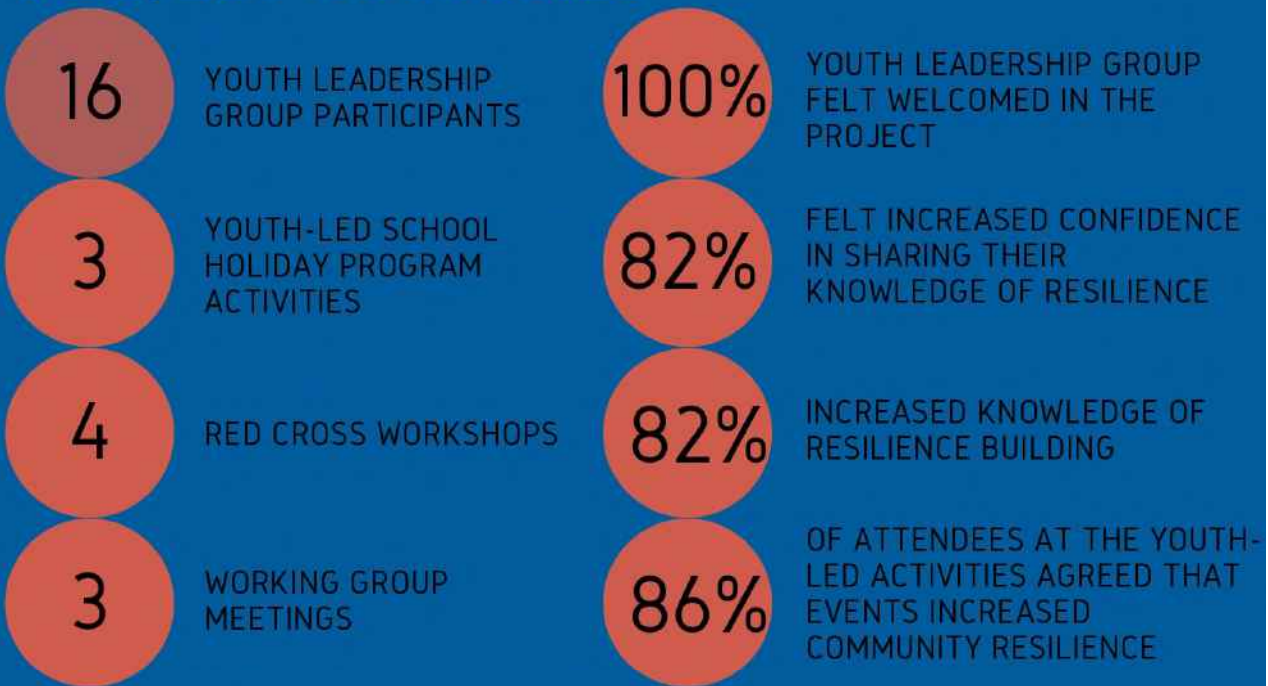 16
YOUTH LEADERSHIP
GROUP PARTICIPANTS
3
YOUTH-LED SCHOOL
HOLIDAY PROGRAM
ACTIVITIES
4
RED CROSS WORKSHOPS
3
WORKING GROUP
MEETINGS
100%
YOUTH LEADERSHIP GROUP
FELT WELCOMED IN THE
PROJECT
82%
FELT INCREASED CONFIDENCE
IN SHARING THEIR
KNOWLEDGE OF RESILIENCE
82%
INCREASED KNOWLEDGE OF
RESILIENCE BUILDING
86%
OF ATTENDEES AT THE YOUTH-
LED ACTIVITIES AGREED THAT
EVENTS INCREASED
COMMUNITY RESILIENCE